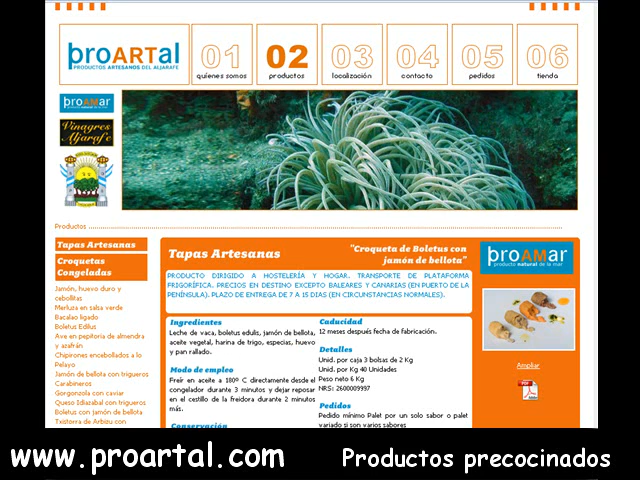 proARTal
PRODUCTOS ARTESANOS DEL ALJARAFE
01
quienes somos
02
productos
03
localización
04
contacto
05
pedidos
06
tienda
proAMar
producto natural de la mar
Vinagres
Aljarafe
Productos
Tapas Artesanas
Croquetas
Congeladas
Jamón, huevo duro y
cebollitas
Merluza en salsa verde
Bacalao ligado
Boletus Edilus
Ave en pepitoria de almendra
y azafrán
Chipirones encebollados a lo
Pelayo
Jamón de bellota con trigueros
Carabineros
Gorgonzola con caviar
Queso Idiazabal con trigueros
Boletus con jamón de bellota
Txistorra de Arbizu con
Tapas Artesanas
"Croqueta de Boletus con
jamón de bellota"
PRODUCTO DIRIGIDO A HOSTELERÍA Y HOGAR. TRANSPORTE DE PLATAFORMA
FRIGORÍFICA. PRECIOS EN DESTINO EXCEPTO BALEARES Y CANARIAS (EN PUERTO DE LA
PENÍNSULA). PLAZO DE ENTREGA DE 7 A 15 DIAS (EN CIRCUNSTANCIAS NORMALES).
Ingredientes
Leche de vaca, boletus edulis, jamón de bellota,
aceite vegetal, harina de trigo, especias, huevo
y pan rallado.
Modo de empleo
Freír en aceite a 180º C directamente desde el
congelador durante 3 minutos y dejar reposar
en el cestillo de la freidora durante 2 minutos
más.
Conservación
Caducidad
12 meses después fecha de fabricación.
Detalles
Unid. por caja 3 bolsas de 2 Kg
Unid. por Kg 40 Unidades
Peso neto 6 Kg
NRS: 2600009997
Pedidos
Pedido mínimo Palet por un solo sabor o palet
variado si son varios sabores
proAMar
producto natural de la mar
Ampliar
PDF
www.proartal.com
Productos precocinados